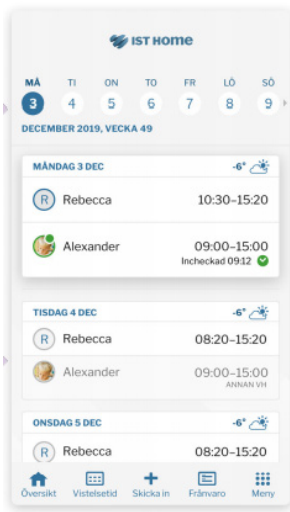 IST Home
MÅ TI ON TO FR LÖ SÖ
3 4 5 6 7 8 9
DECEMBER 2019, VECKA 49
MÅNDAG 3 DEC -6°
R Rebecca 10:30–15:20
Alexander 09:00–15:00
Incheckad 09:12
TISDAG 4 DEC -6°
R Rebecca 08:20–15:20
Alexander 09:00–15:00
ANNAN VH
ONSDAG 5 DEC -6°
R Rebecca 08:20–15:20
Översikt Vistelsetid Skicka in Frånvaro Meny